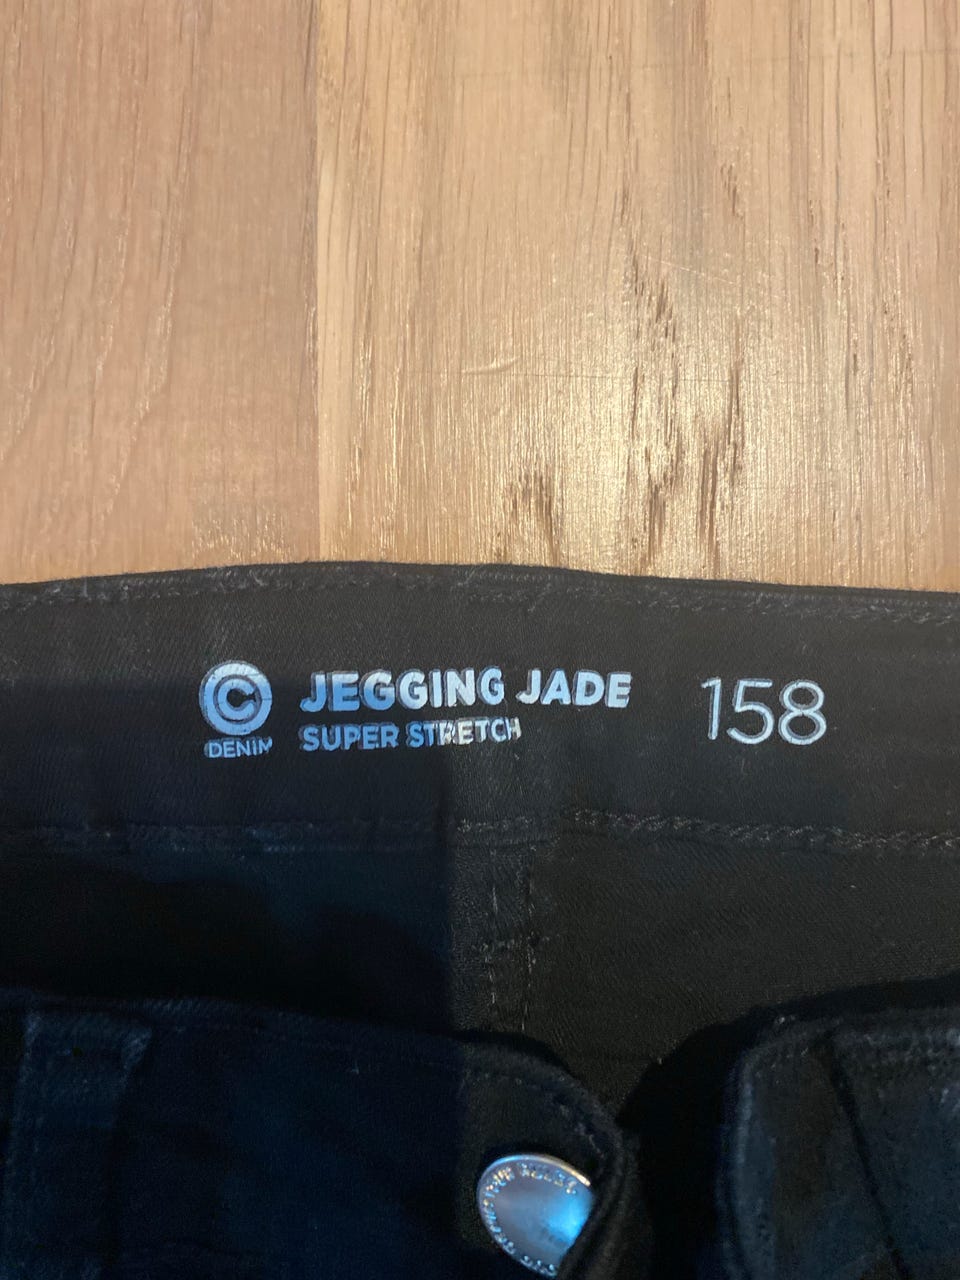 C
DENIM
JEGGING JADE
SUPER STRETCH
158